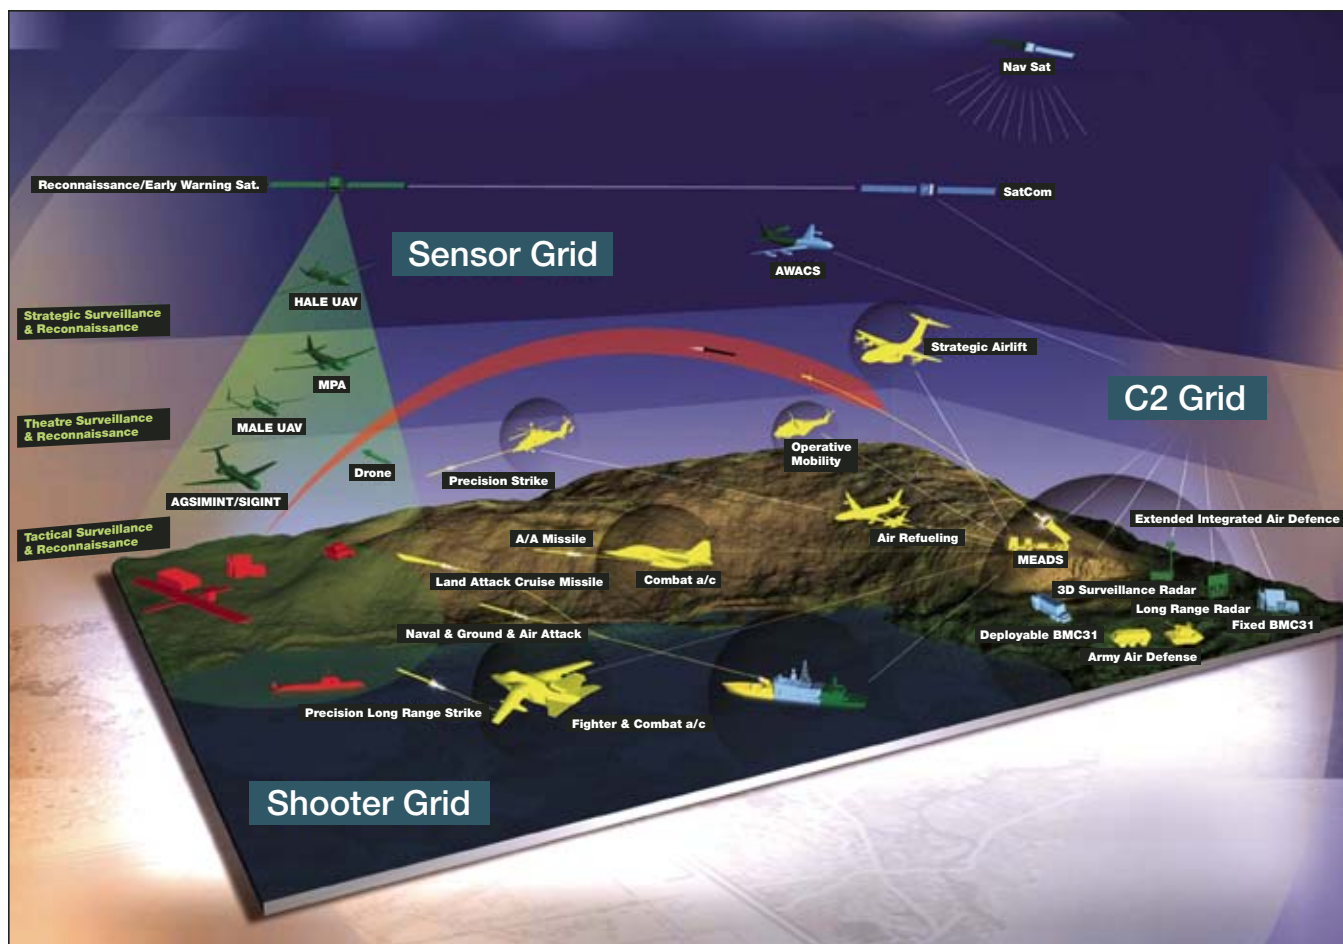 Nav Sat
Reconnaissance/Early Warning Sat.
SatCom
Sensor Grid
AWACS
HALE UAV
Strategic Surveillance
& Reconnaissance
Strategic Airlift
MPA
C2 Grid
Theatre Surveillance
& Reconnaissance
MALE UAV
Operative
Mobility
Drone
Precision Strike
AGSIMINT/SIGINT
Extended Integrated Air Defence
Tactical Surveillance
& Reconnaissance
A/A Missile
Air Refueling
MEADS
Land Attack Cruise Missile
Combat a/c
3D Surveillance Radar
Long Range Radar
Fixed BMC31
Naval & Ground & Air Attack
Deployable BMC31
Army Air Defense
Precision Long Range Strike
Fighter & Combat a/c
Shooter Grid